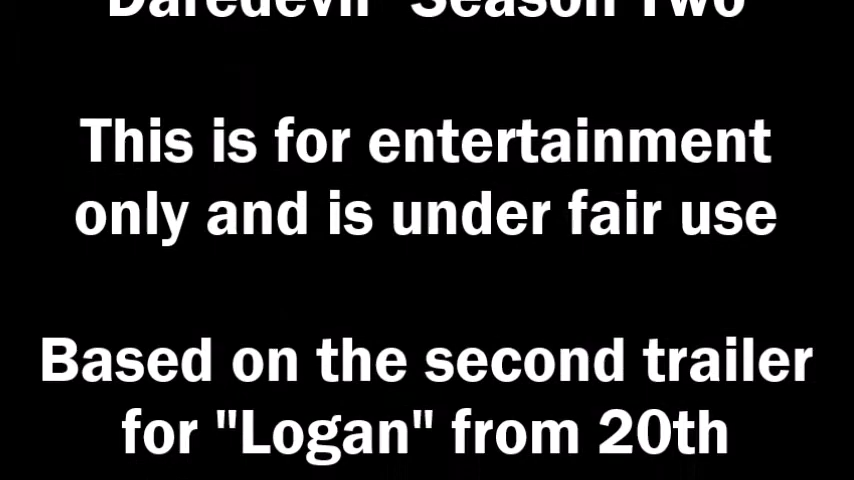 Daredevil" Season Two
This is for entertainment
only and is under fair use
Based on the second trailer
for "Logan" from 20th